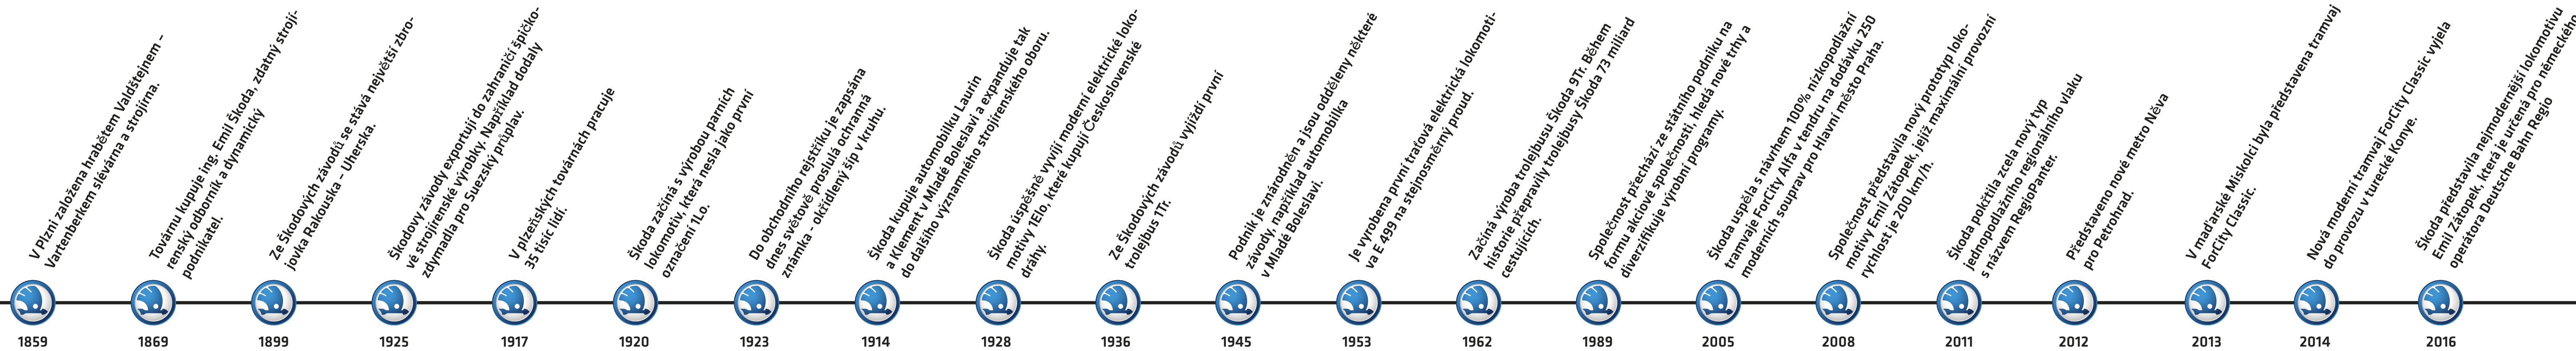 V Plzni založena hrabětem Valdštejnem –
Vartenberkem slévárna a strojírna.
1859
Továrnu kupuje ing. Emil Škoda, zdatný strojí-
renský odborník a dynamický
podnikatel.
1869
Ze Škodových závodů se stává největší zbro-
jovka Rakouska - Uherska.
1899
Škodovy závody exportují do zahraničí špičko-
vé strojírenské výrobky. Například dodaly
zdymadla pro Suezský průplav.
1925
V plzeňských továrnách pracuje
35 tisíc lidí.
1917
Škoda začíná s výrobou parních
lokomotiv, která nesla jako první
označení 1Lo.
1920
Do obchodního rejstříku je zapsána
dnes světově proslulá ochranná
známka - okřídlený šíp v kruhu.
1923
Škoda kupuje automobilku Laurin
a Klement v Mladé Boleslavi a expanduje tak
do dalšího významného strojírenského oboru.
1914
Škoda úspěšně vyvíjí moderní elektrické loko-
motivy 1Elo, které kupují Československé
dráhy.
1928
Ze Škodových závodů vyjíždí první
trolejbus 1Tr.
1936
Podnik je znárodněn a jsou odděleny některé
závody, například automobilka
v Mladé Boleslavi.
1945
Je vyrobena první traťová elektrická lokomoti-
va E 499 na stejnosměrný proud.
1953
Začíná výroba trolejbusu Škoda 9Tr. Během
historie přepravily trolejbusy Škoda 73 miliard
cestujících.
1962
Společnost přechází ze státního podniku na
formu akciové společnosti, hledá nové trhy a
diverzifikuje výrobní programy.
1989
Škoda uspěla s návrhem 100% nízkopodlažní
tramvaje ForCity Alfa v tendru na dodávku 250
moderních souprav pro Hlavní město Praha.
2005
Společnost představila nový prototyp loko-
motivy Emil Zátopek, jejíž maximální provozní
rychlost je 200 km/h.
2008
Škoda pokřtila zcela nový typ
jednopodlažního regionálního vlaku
s názvem RegioPanter.
2011
Představeno nové metro Něva
pro Petrohrad.
2012
V maďarské Miskolci byla představena tramvaj
ForCity Classic.
2013
Nová moderní tramvaj ForCity Classic vyjela
do provozu v turecké Konye.
2014
Škoda představila nejmodernější lokomotivu
Emil Zátopek, která je určená pro německého
operátora Deutsche Bahn Regio
2016